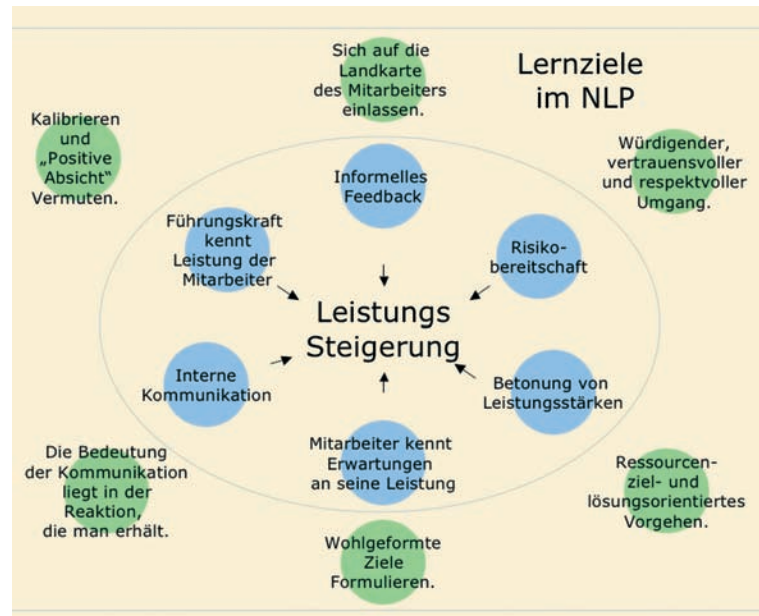 Lernziele
im NLP
Sich auf die
Landkarte
des Mitarbeiters
einlassen.
Kalibrieren
und
„Positive
Absicht“
Vermuten.
Würdigender,
vertrauensvoller
und respektvoller
Umgang.
Informelles
Feedback
Führungskraft
kennt
Leistung der
Mitarbeiter
Risiko-
bereitschaft
Leistungs
Steigerung
Interne
Kommunikation
Betonung von
Leistungsstärken
Mitarbeiter kennt
Erwartungen
an seine Leistung
Die Bedeutung
der Kommunikation
liegt in der
Reaktion,
die man erhält.
Ressourcen-
ziel- und
lösungsorientiertes
Vorgehen.
Wohlgeformte
Ziele
Formulieren.